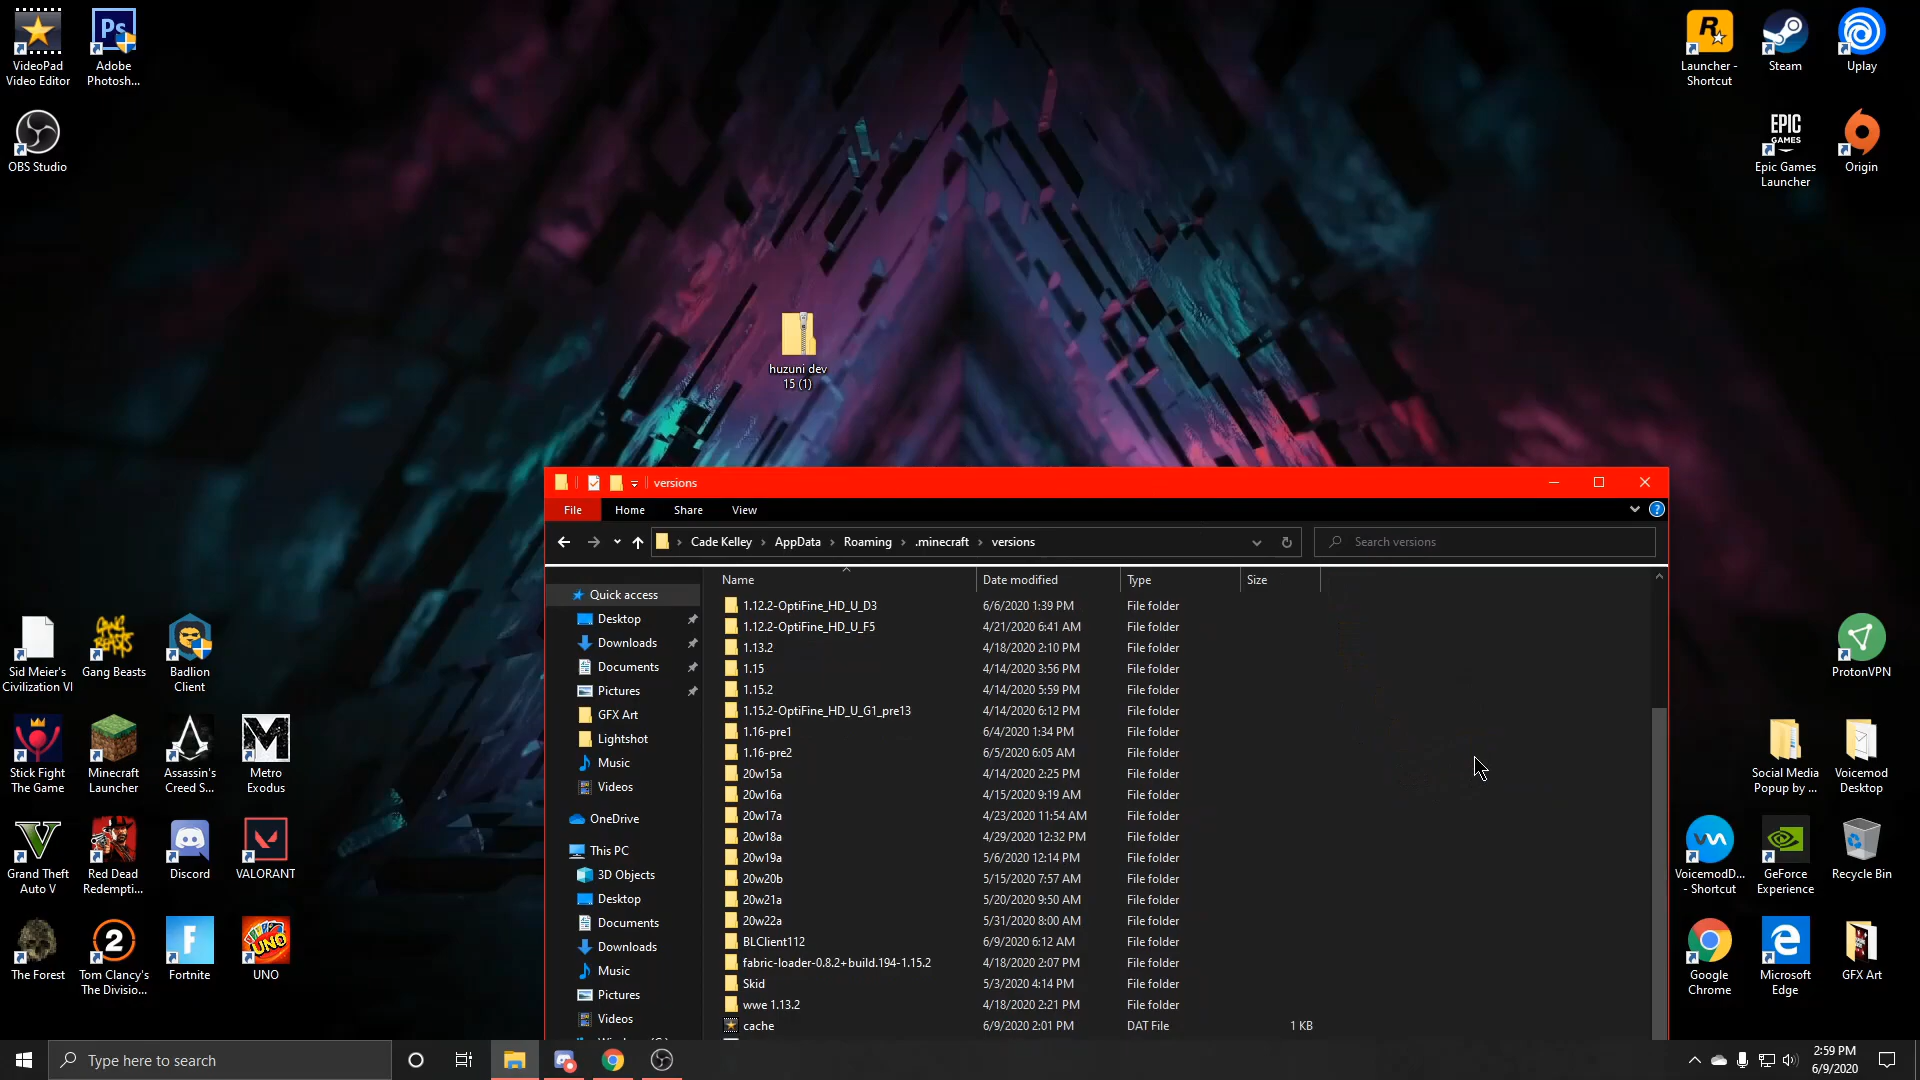 VideoPad
Video Editor
Adobe
Photosh...
OBS Studio
Launcher -
Shortcut
Steam
Uplay
EPIC
GAMES
Epic Games
Launcher
Origin
huzuni dev
15 (1)
versions
File
Home
Share
View
Cade Kelley
AppData
Roaming
.minecraft
versions
Search versions
Name
Date modified
Type
Size
Quick access
Desktop
Downloads
Documents
Pictures
GFX Art
Lightshot
Music
Videos
OneDrive
This PC
3D Objects
Desktop
Documents
Downloads
Music
Pictures
Videos
1.12.2-OptiFine_HD_U_D3 6/6/2020 1:39 PM File folder
1.12.2-OptiFine_HD_U_F5 4/21/2020 6:41 AM File folder
1.13.2 4/18/2020 2:10 PM File folder
1.15 4/14/2020 3:56 PM File folder
1.15.2 4/14/2020 5:59 PM File folder
1.15.2-OptiFine_HD_U_G1_pre13 4/14/2020 6:12 PM File folder
1.16-pre1 6/4/2020 1:34 PM File folder
1.16-pre2 6/5/2020 6:05 AM File folder
20w15a 4/14/2020 2:25 PM File folder
20w16a 4/15/2020 9:19 AM File folder
20w17a 4/23/2020 11:54 AM File folder
20w18a 4/29/2020 12:32 PM File folder
20w19a 5/6/2020 12:14 PM File folder
20w20b 5/15/2020 7:57 AM File folder
20w21a 5/20/2020 9:50 AM File folder
20w22a 5/31/2020 8:00 AM File folder
BLClient112 6/9/2020 6:12 AM File folder
fabric-loader-0.8.2+build.194-1.15.2 4/18/2020 2:07 PM File folder
Skid 5/3/2020 4:14 PM File folder
wwe 1.13.2 4/18/2020 2:21 PM File folder
cache 6/9/2020 2:01 PM DAT File 1 KB
Sid Meier's
Civilization VI
Gang Beasts
Badlion
Client
Stick Fight
The Game
Minecraft
Launcher
Assassin's
Creed S...
Metro
Exodus
Grand Theft
Auto V
Red Dead
Redempti...
Discord
VALORANT
The Forest
Tom Clancy's
The Divisio...
Fortnite
UNO
ProtonVPN
Social Media
Popup by ...
Voicemod
Desktop
VoicemodD...
- Shortcut
GeForce
Experience
Recycle Bin
Google
Chrome
Microsoft
Edge
GFX Art
Type here to search
2:59 PM
6/9/2020